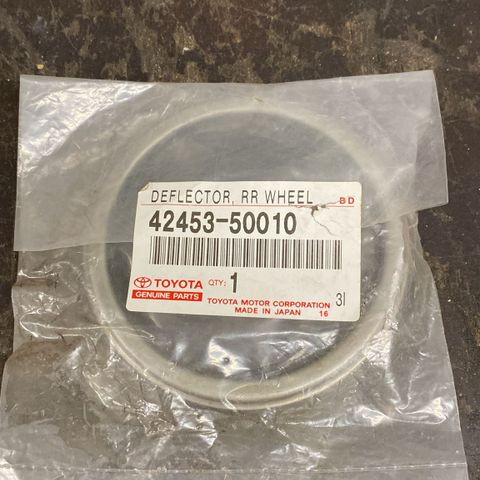 DEFLECTOR, RR WHEEL BD
42453-50010
TOYOTA QTY: 1
GENUINE PARTS
TOYOTA MOTOR CORPORATION 3I
MADE IN JAPAN 16